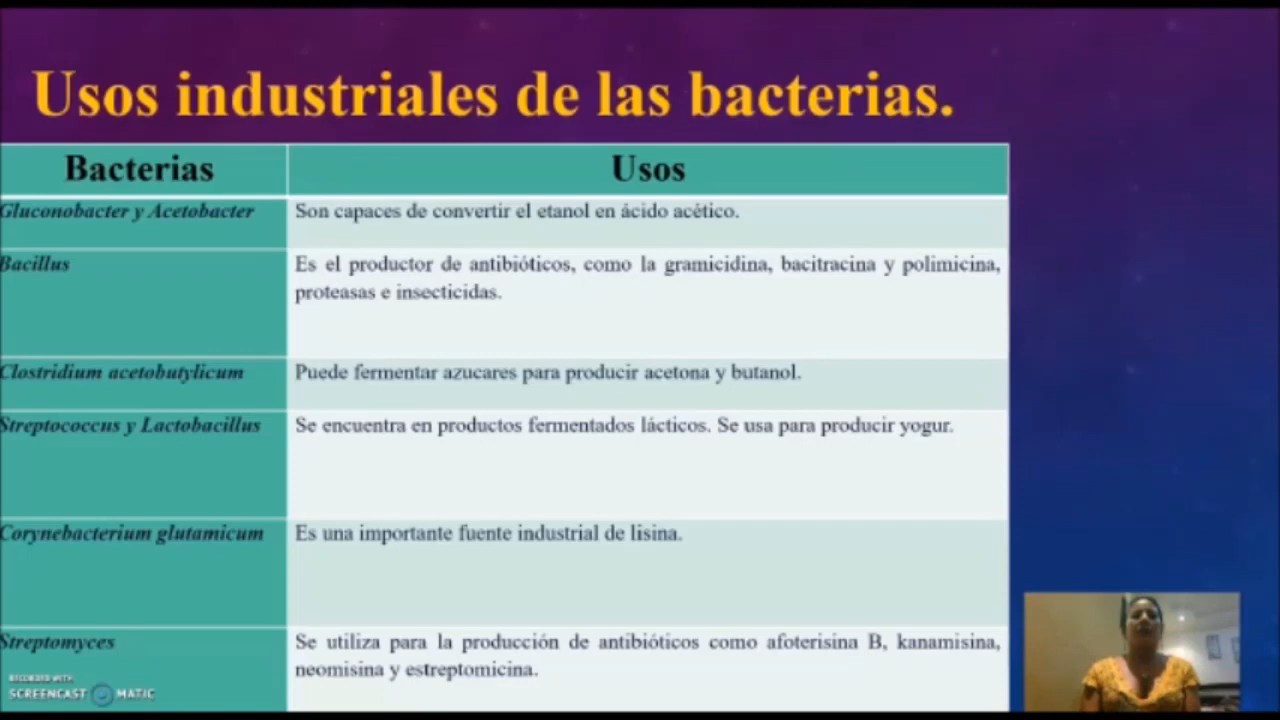 Usos industriales de las bacterias.
Bacterias
Usos
Gluconobacter y Acetobacter
Son capaces de convertir el etanol en ácido acético.
Bacillus
Es el productor de antibióticos, como la gramicidina, bacitracina y polimicina,
proteasas e insecticidas.
Clostridium acetobutylicum
Puede fermentar azucares para producir acetona y butanol.
Streptococcus y Lactobacillus
Se encuentra en productos fermentados lácticos. Se usa para producir yogur.
Corynebacterium glutamicum
Es una importante fuente industrial de lisina.
Streptomyces
Se utiliza para la producción de antibióticos como afoterisina B, kanamisina,
neomisina y estreptomicina.
RECORDED WITH
SCREENCAST MATIC